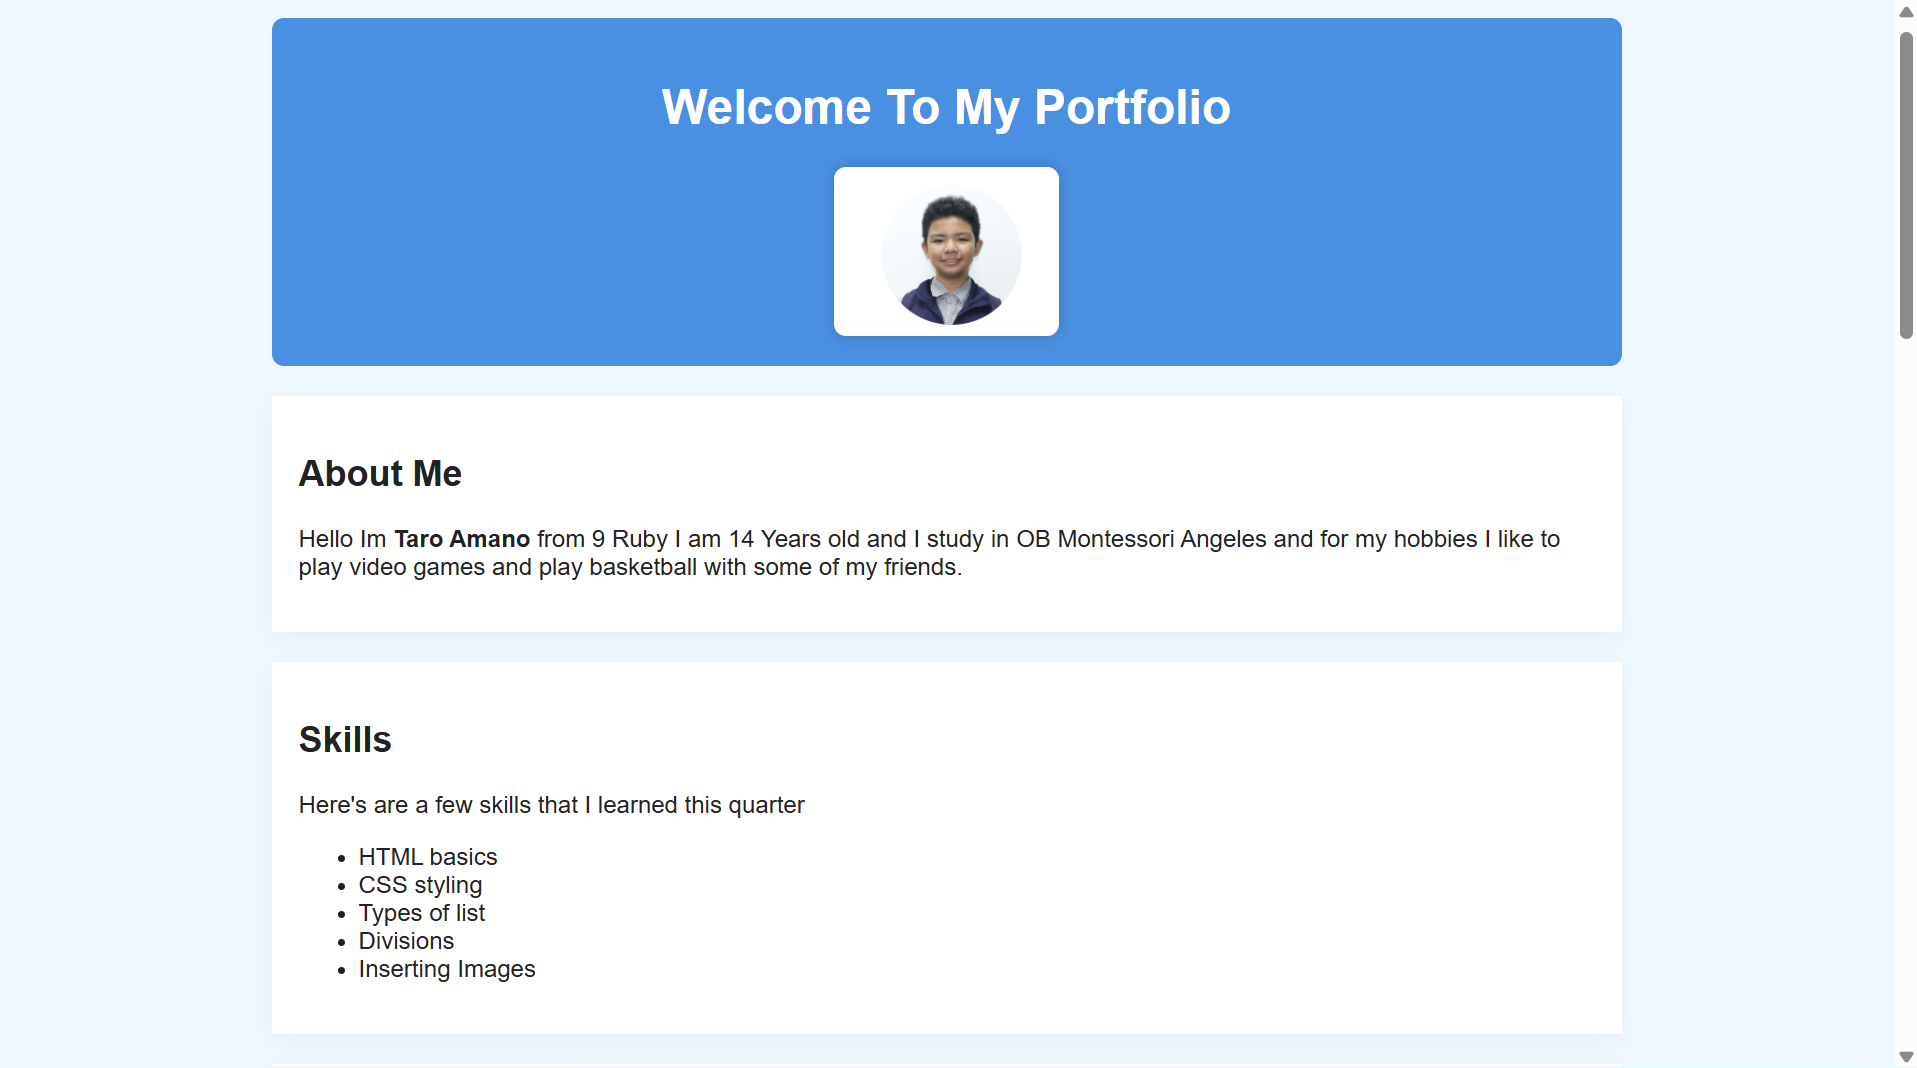 Welcome To My Portfolio
About Me
Hello Im Taro Amano from 9 Ruby I am 14 Years old and I study in OB Montessori Angeles and for my hobbies I like to
play video games and play basketball with some of my friends.
Skills
Here's are a few skills that I learned this quarter
HTML basics
CSS styling
Types of list
Divisions
Inserting Images